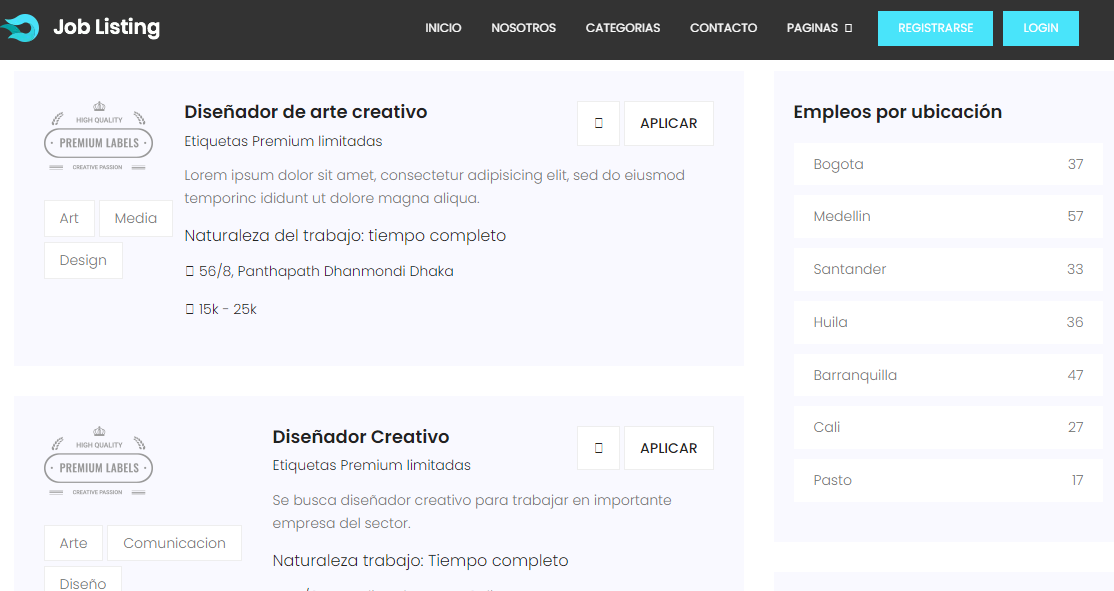 Job Listing
INICIO NOSOTROS CATEGORIAS CONTACTO PAGINAS REGISTRARSE LOGIN
HIGH QUALITY
PREMIUM LABELS
CREATIVE PASSION
Art Media
Design
Diseñador de arte creativo
Etiquetas Premium limitadas
APLICAR
Lorem ipsum dolor sit amet, consectetur adipisicing elit, sed do eiusmod
temporinc ididunt ut dolore magna aliqua.
Naturaleza del trabajo: tiempo completo
56/8, Panthapath Dhanmondi Dhaka
15k - 25k
HIGH QUALITY
PREMIUM LABELS
CREATIVE PASSION
Arte Comunicacion
Diseño
Diseñador Creativo
Etiquetas Premium limitadas
APLICAR
Se busca diseñador creativo para trabajar en importante
empresa del sector.
Naturaleza trabajo: Tiempo completo
Empleos por ubicación
Bogota 37
Medellin 57
Santander 33
Huila 36
Barranquilla 47
Cali 27
Pasto 17